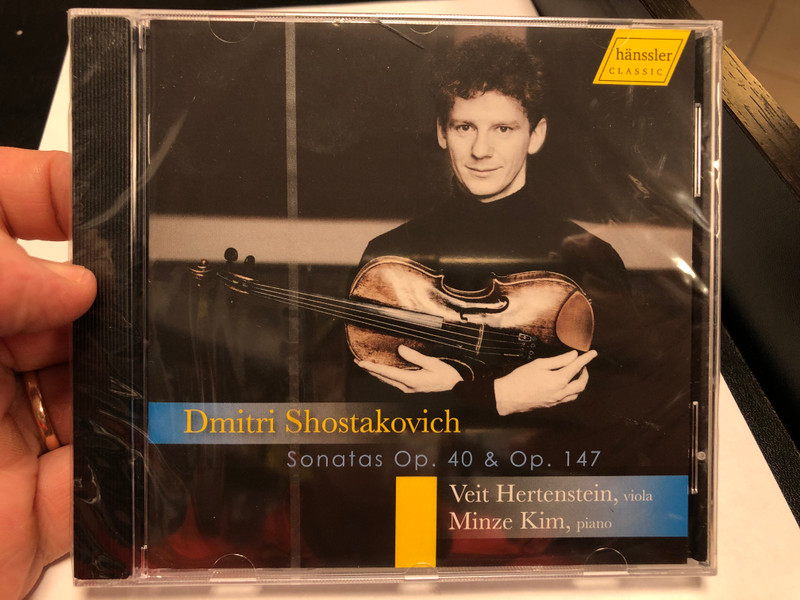 hänssler
CLASSIC
Dmitri Shostakovich
Sonatas Op. 40 & Op. 147
Veit Hertenstein, viola
Minze Kim, piano